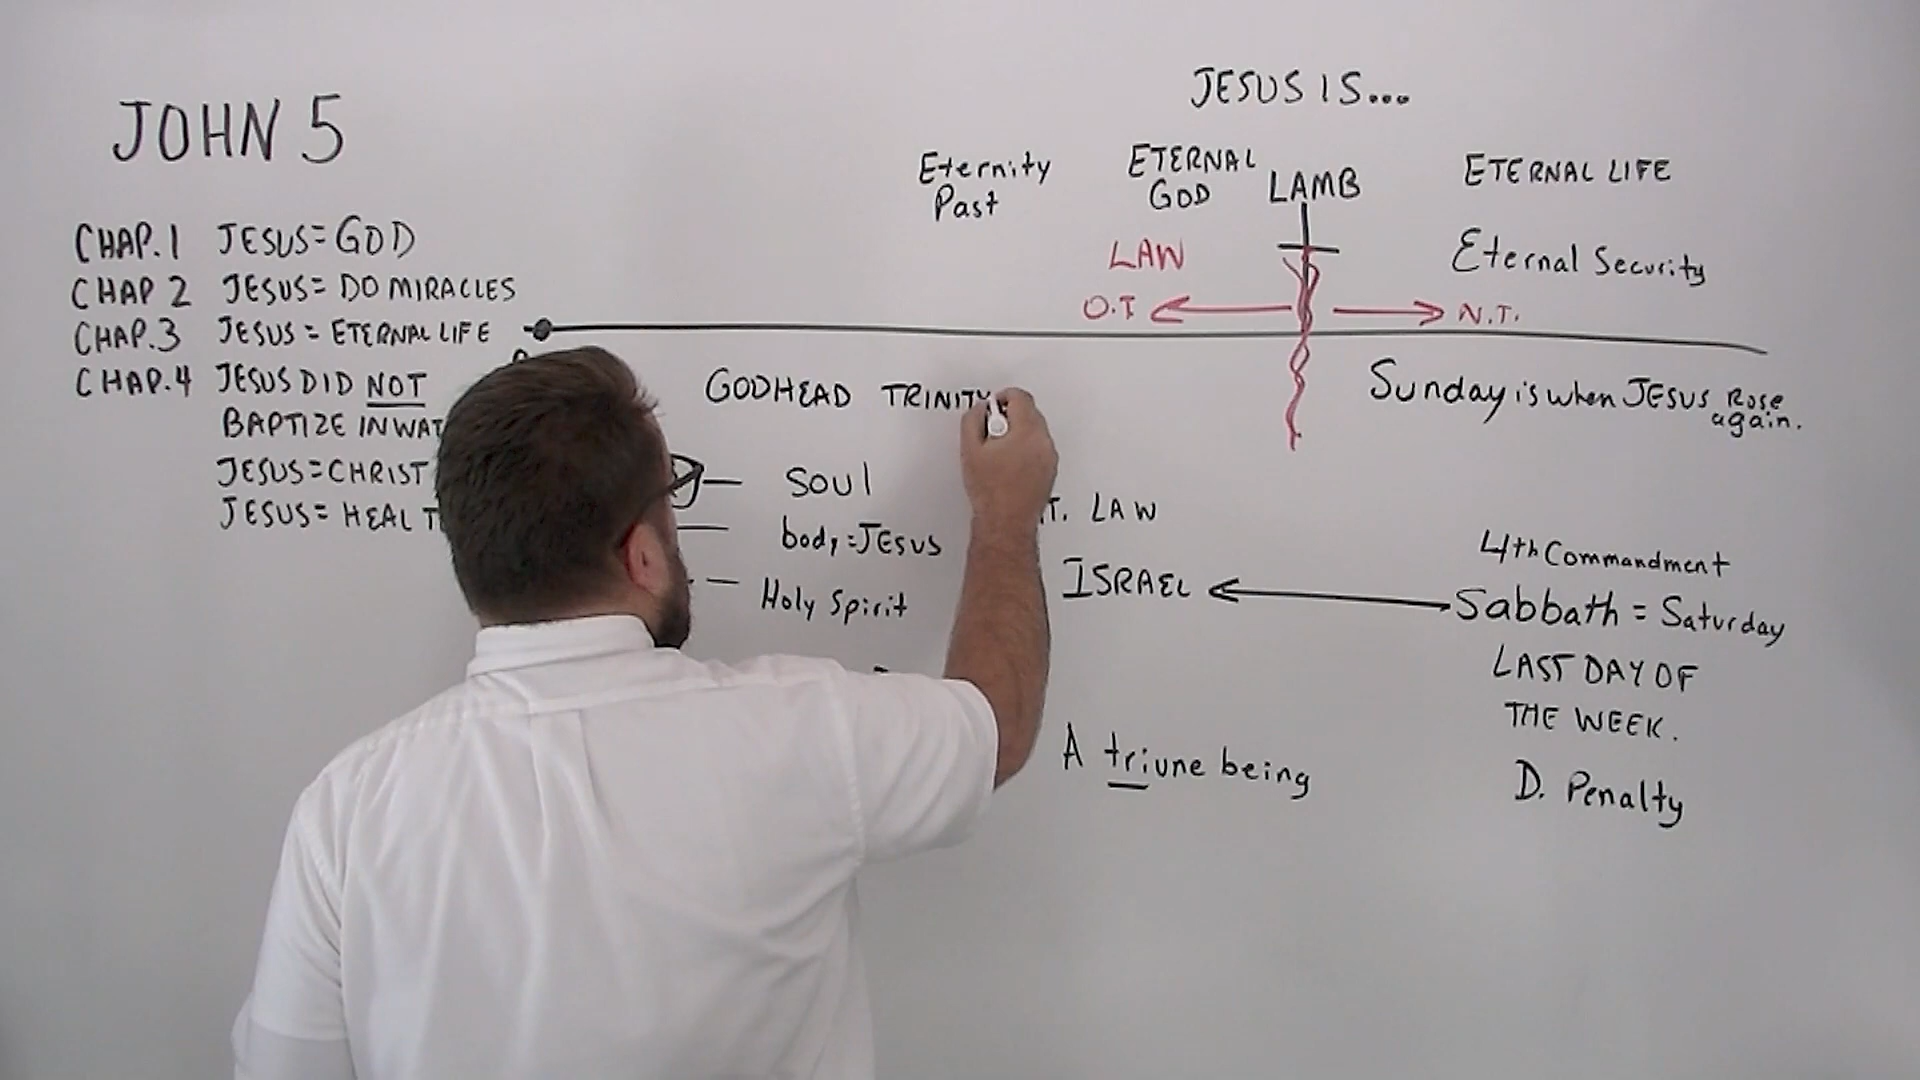 JOHN 5
CHAP.1 JESUS=GOD
CHAP 2 JESUS=DO MIRACLES
CHAP.3 JESUS=ETERNAL LIFE
CHAP.4 JESUS DID NOT
BAPTIZE IN WAT
JESUS=CHRIST
JESUS=HEAL T
JESUS IS...
Eternity
Past
ETERNAL
GOD
LAMB
ETERNAL LIFE
LAW
Eternal Security
O.T
N.T.
GODHEAD TRINITY
Sunday is when JESUS Rose
again.
SOUl
body=JESUS
Holy Spirit
T. LAW
ISRAEL
4th Commandment
Sabbath = Saturday
LAST DAY OF
THE WEEK.
D. Penalty
A triune being